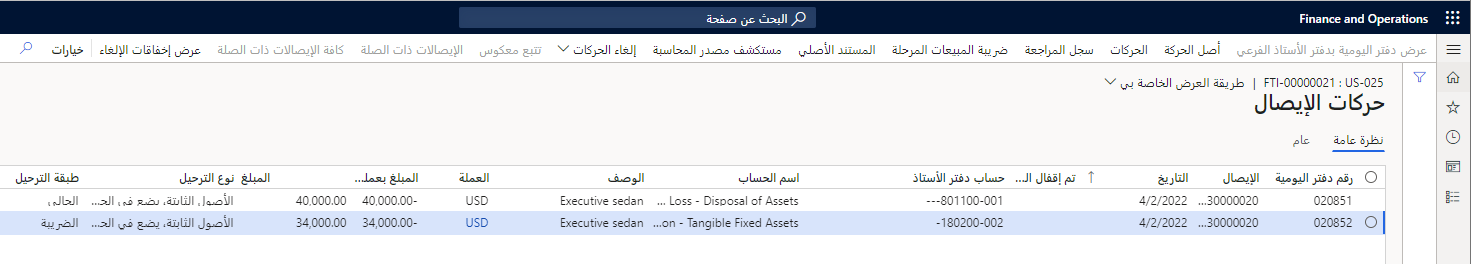 Finance and Operations البحث عن صفحة
عرض دفتر اليومية بدفتر الأستاذ الفرعي أصل الحركة الحركات سجل المراجعة ضريبة المبيعات المرحلة المستند الأصلي مستكشف مصدر المحاسبة إلغاء الحركات تتبع معكوس الإيصالات ذات الصلة كافة الإيصالات ذات الصلة عرض إخفاقات الإلغاء خيارات
FTI-00000021 : US-025 | طريقة العرض الخاصة بي
حركات الإيصال
نظرة عامة عام
رقم دفتر اليومية الإيصال التاريخ تم إقفال الـ... حساب دفتر الأستاذ اسم الحساب الوصف العملة المبلغ بعملـ... المبلغ نوع الترحيل طبقة الترحيل
020851 ...30000020 4/2/2022 ---801100-001 ... Loss - Disposal of Assets Executive sedan USD 40,000.00- 40,000.00 الأصول الثابتة، يضع في الحـ... الحالي
020852 ...30000020 4/2/2022 -180200-002 ...on - Tangible Fixed Assets Executive sedan USD 34,000.00- 34,000.00 الأصول الثابتة، يضع في الحـ... الضريبة